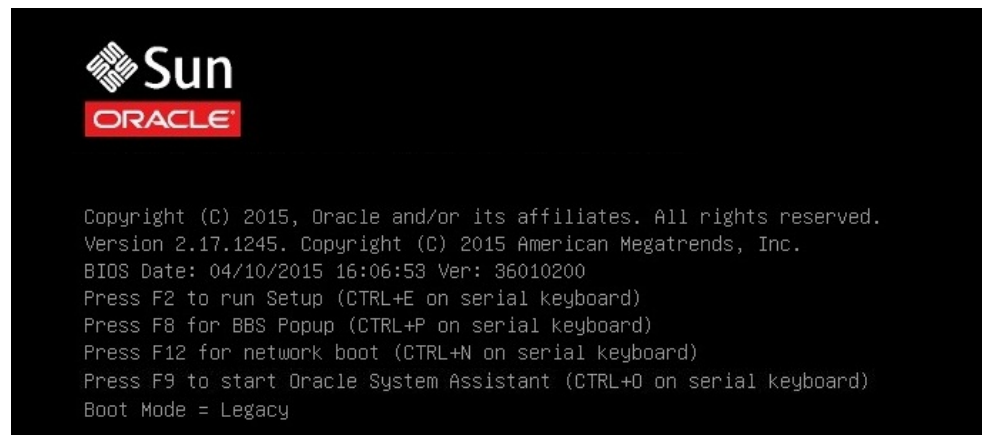 Sun
ORACLE
Copyright (C) 2015, Oracle and/or its affiliates. All rights reserved.
Version 2.17.1245. Copyright (C) 2015 American Megatrends, Inc.
BIOS Date: 04/10/2015 16:06:53 Ver: 36010200
Press F2 to run Setup (CTRL+E on serial keyboard)
Press F8 for BBS Popup (CTRL+P on serial keyboard)
Press F12 for network boot (CTRL+N on serial keyboard)
Press F9 to start Oracle System Assistant (CTRL+O on serial keyboard)
Boot Mode = Legacy